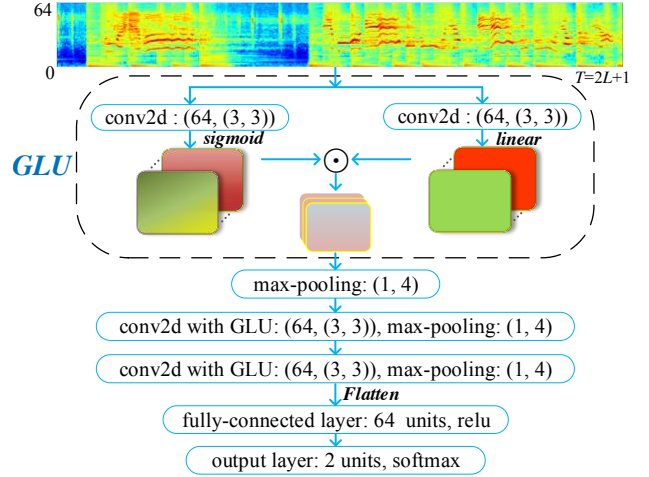 64
0
T=2L+1
conv2d : (64, (3, 3))
conv2d : (64, (3, 3))
sigmoid
linear
GLU
max-pooling: (1, 4)
conv2d with GLU: (64, (3, 3)), max-pooling: (1, 4)
conv2d with GLU: (64, (3, 3)), max-pooling: (1, 4)
Flatten
fully-connected layer: 64 units, relu
output layer: 2 units, softmax